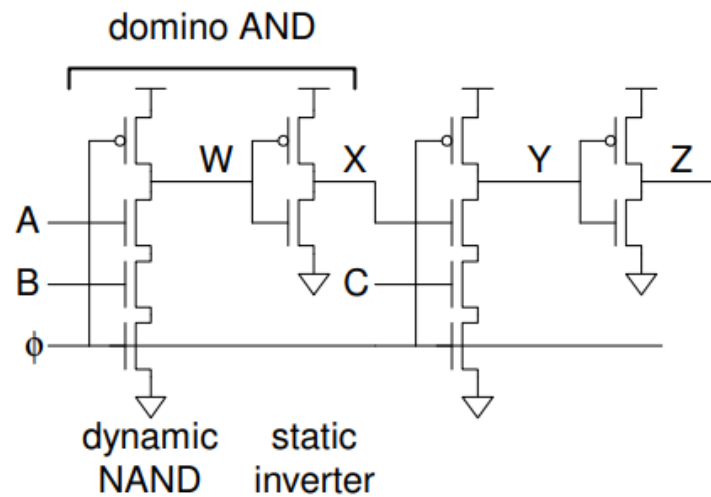 domino AND
W
X
Y
Z
A
B
C
ϕ
dynamic
NAND
static
inverter